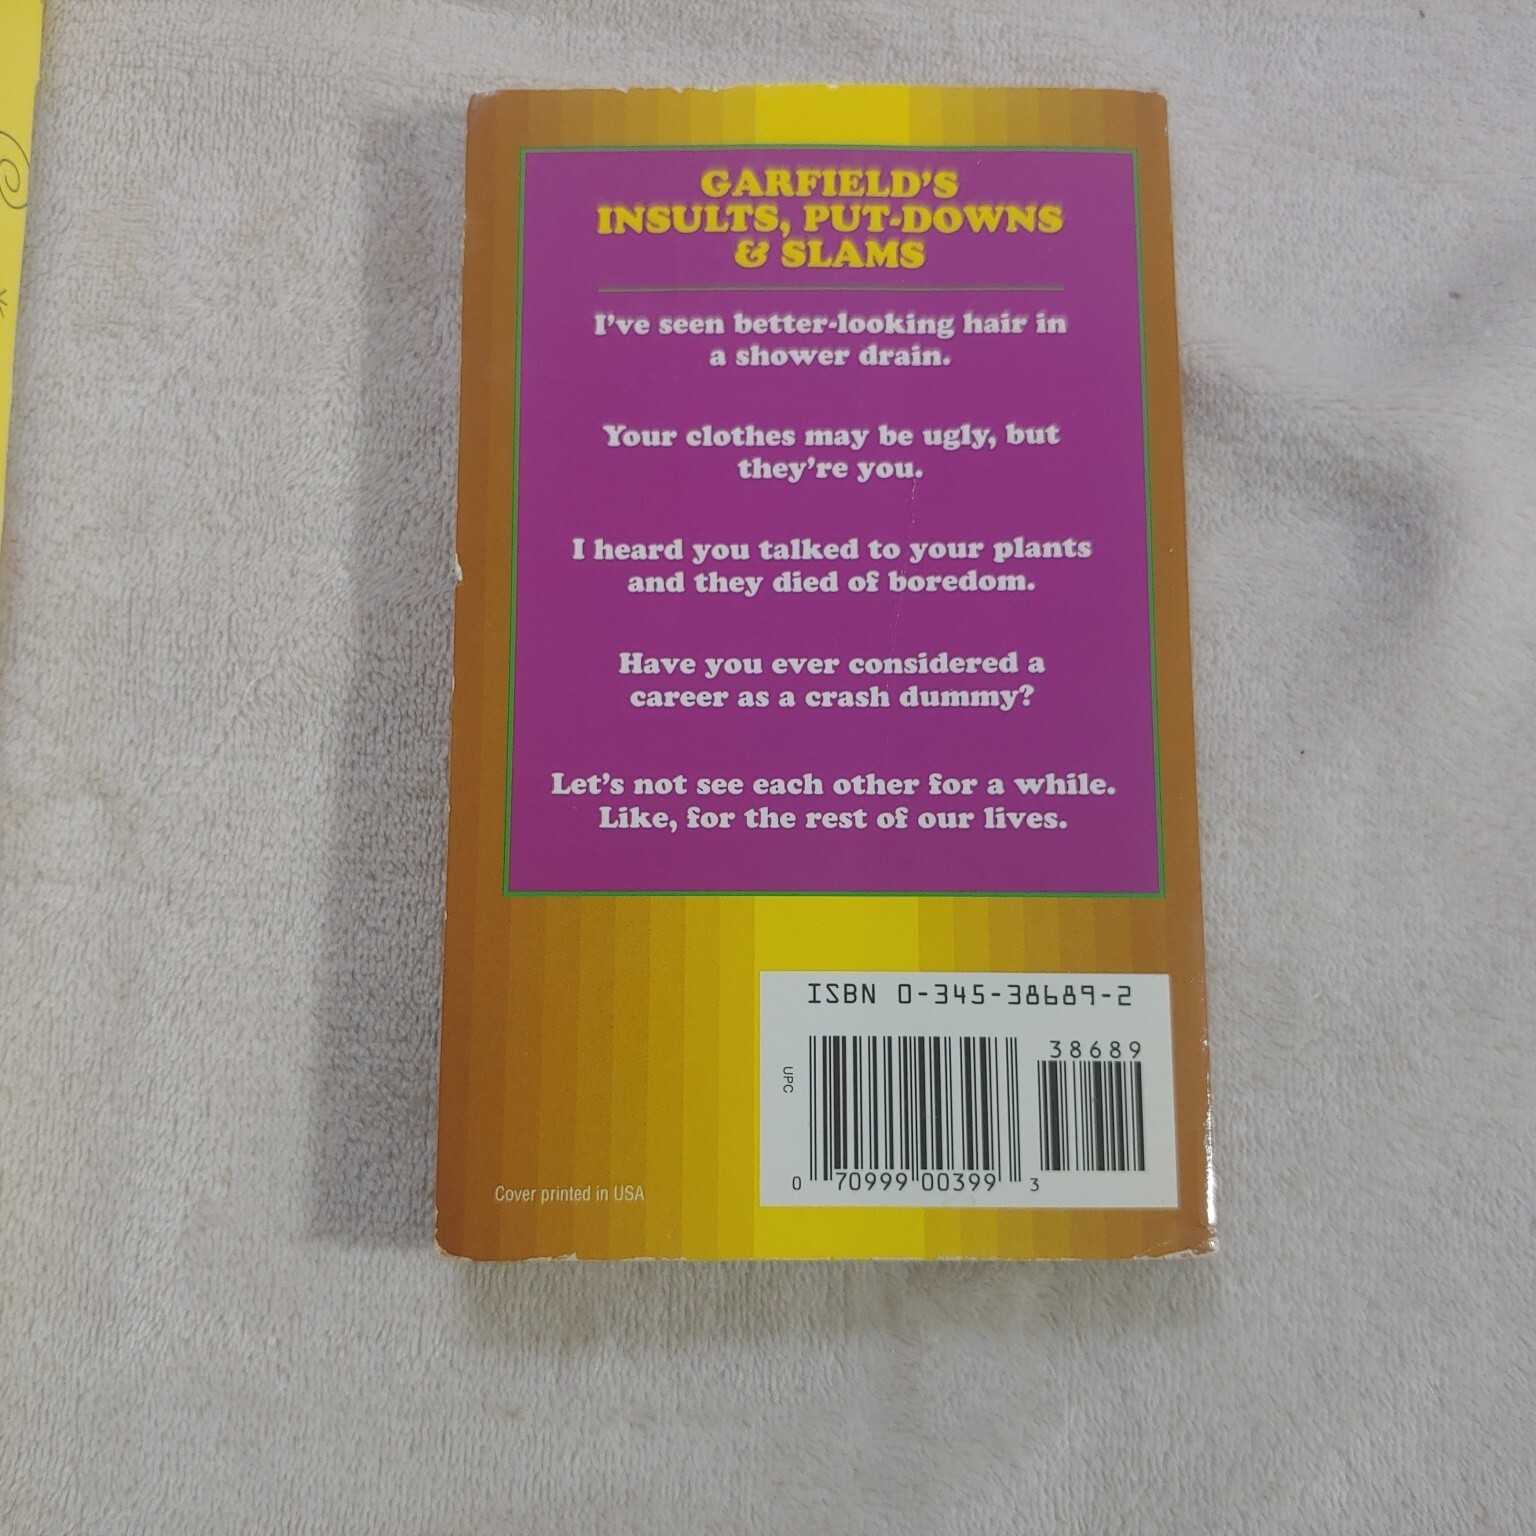 GARFIELD'S
INSULTS, PUT-DOWNS
& SLAMS
I've seen better-looking hair in
a shower drain.
Your clothes may be ugly, but
they're you.
I heard you talked to your plants
and they died of boredom.
Have you ever considered a
career as a crash dummy?
Let's not see each other for a while.
Like, for the rest of our lives.
ISBN 0-345-38689-2
38689
UPC
0 70999 00399 3
Cover printed in USA